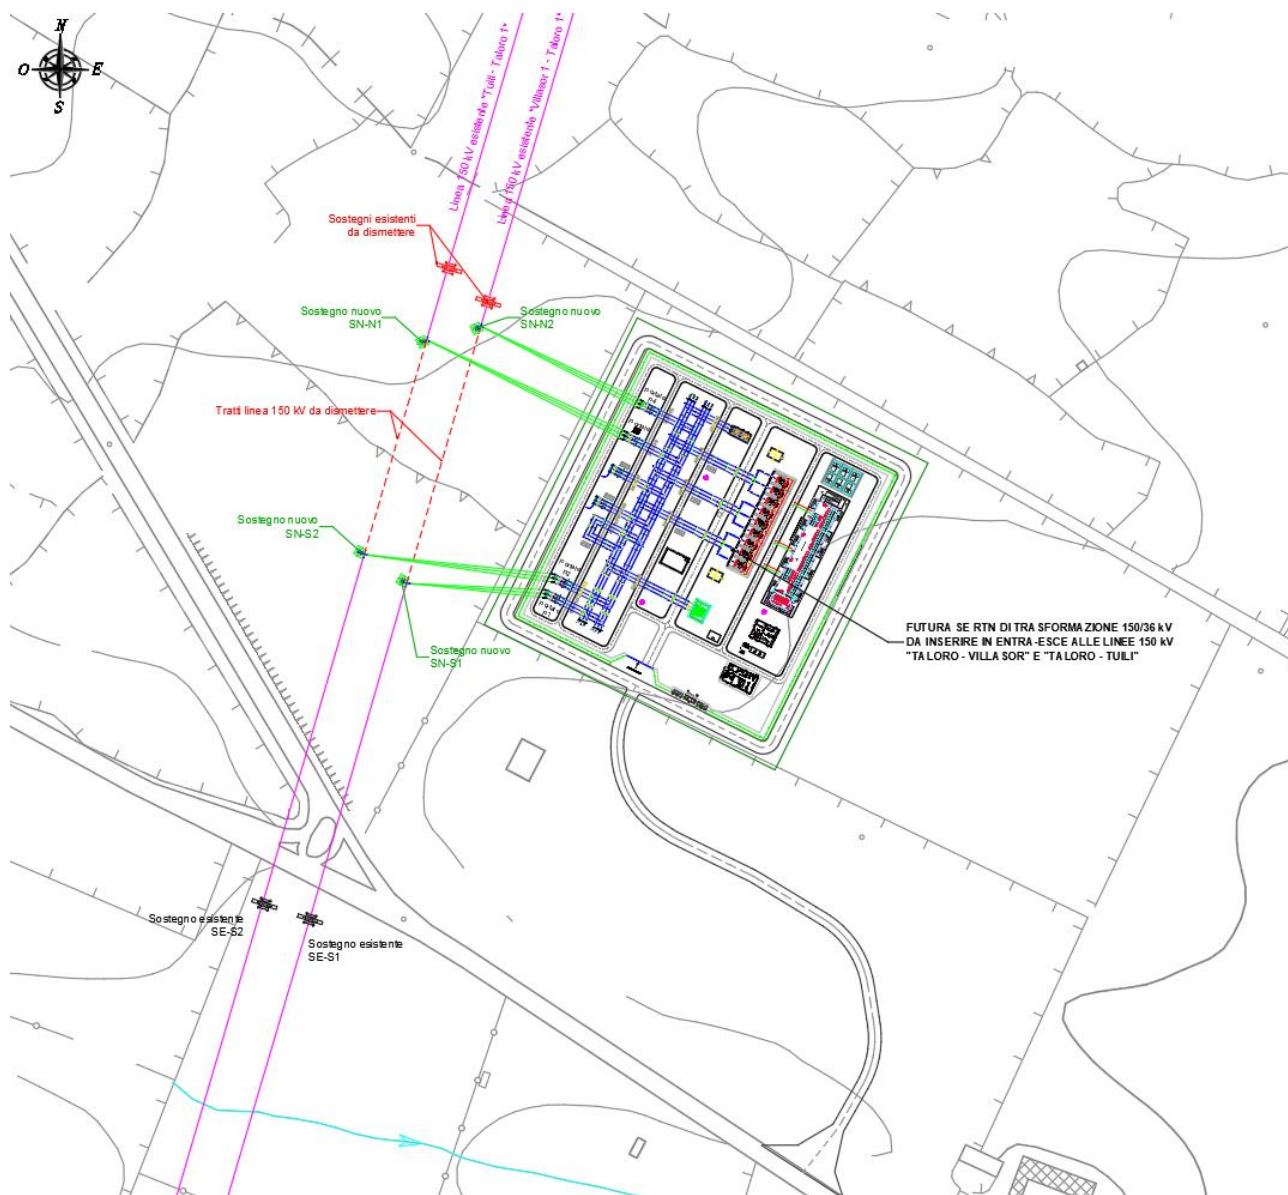 N
O E
S
Linea 150 kV esistente "Tuili - Taloro 1"
Linea 150 kV esistente "Villasor 1 - Taloro 1"
Sostegni esistenti
da dismettere
Sostegno nuovo
SN-N1
Sostegno nuovo
SN-N2
Tratti linea 150 kV da dismettere
Sostegno nuovo
SN-S2
Sostegno nuovo
SN-S1
FUTURA SE RTN DI TRASFORMAZIONE 150/36 kV
DA INSERIRE IN ENTRA-ESCE ALLE LINEE 150 kV
"TALORO - VILLASOR" E "TALORO - TUILI"
Sostegno esistente
SE-S2
Sostegno esistente
SE-S1